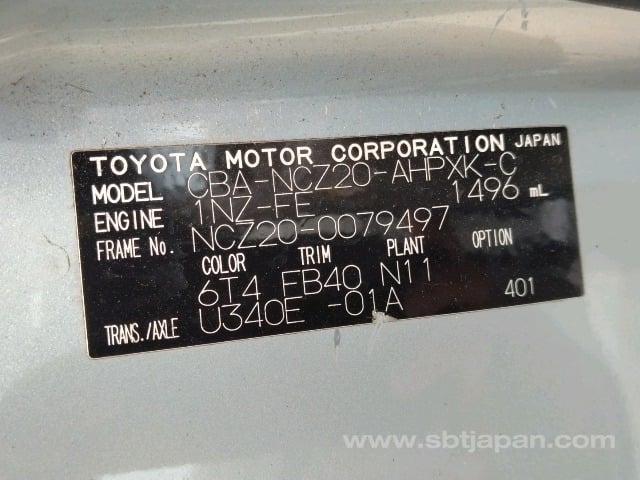 TOYOTA MOTOR CORPORATION JAPAN
MODEL CBA-NCZ20-AHPXK-C
ENGINE 1NZ-FE 1496 mL
FRAME No. NCZ20-0079497
COLOR TRIM PLANT OPTION
6T4 FB40 N11 401
TRANS./AXLE U340E -01A
www.sbtjapan.com